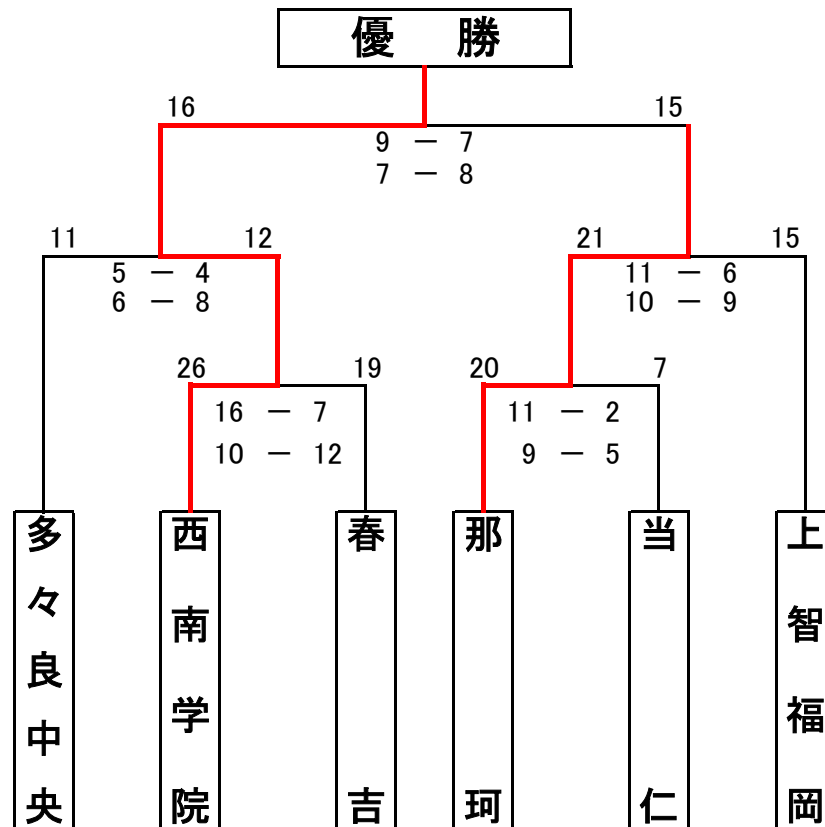 優　勝
16 15
9 － 7
7 － 8
11 12 21 15
5 － 4 11 － 6
6 － 8 10 － 9
26 19 20 7
16 － 7 11 － 2
10 － 12 9 － 5
多々良中央
西南学院
春吉
那珂
当仁
上智福岡